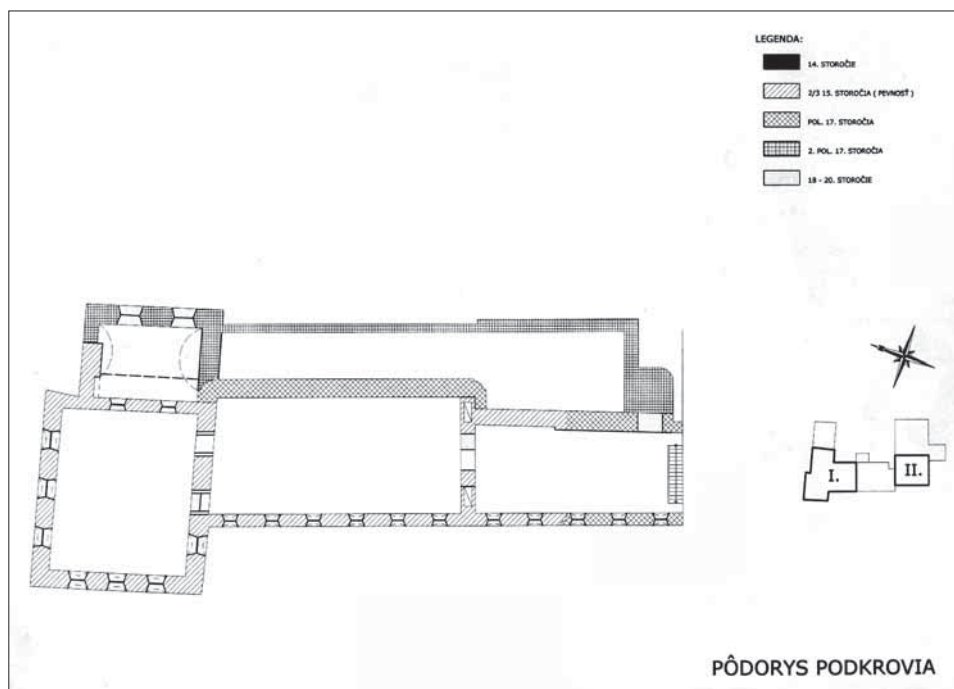 LEGENDA:
14. STOROČIE
2/3 15. STOROČIA ( PEVNOSŤ )
POL. 17. STOROČIA
2. POL. 17. STOROČIA
18 - 20. STOROČIE
I.
II.
PÔDORYS PODKROVIA